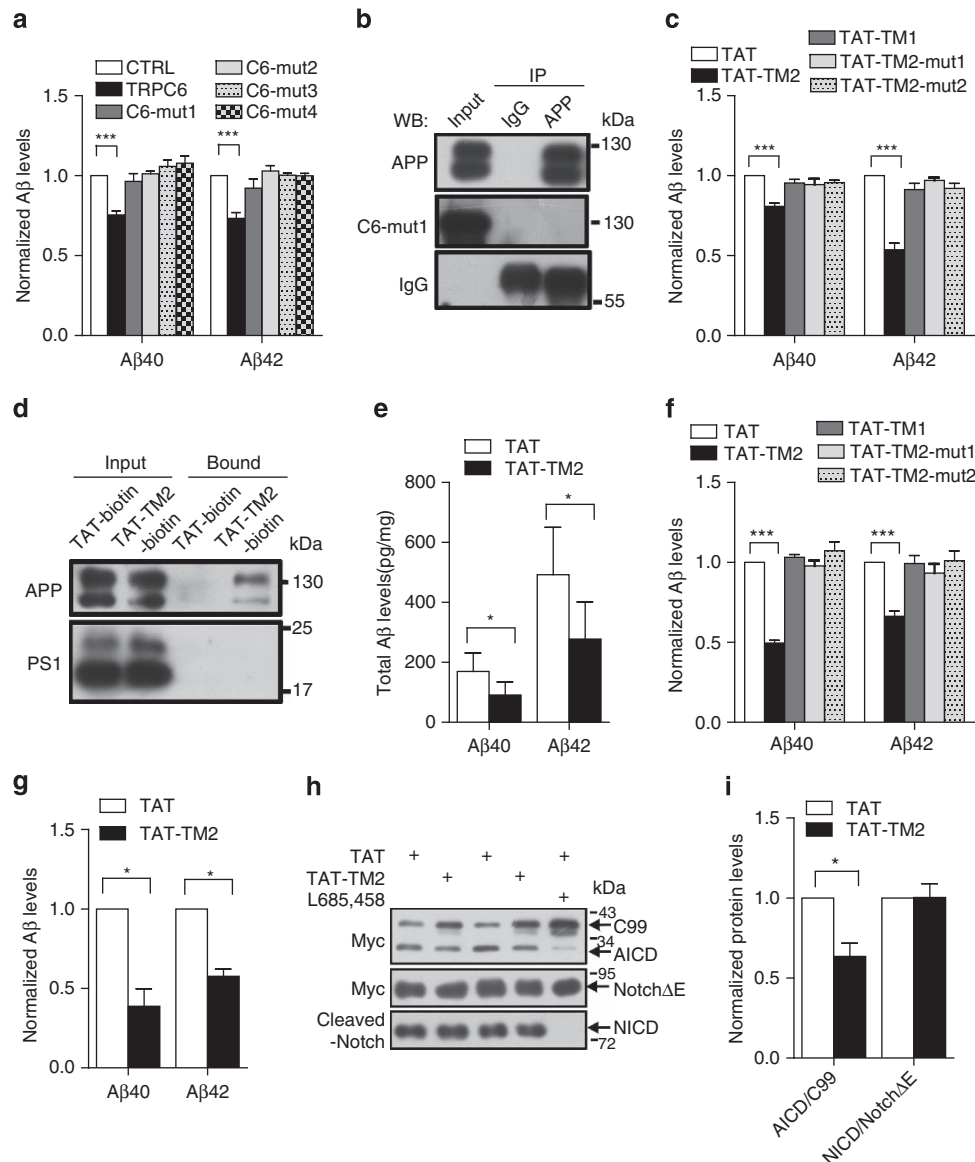 a
CTRL
TRPC6
C6-mut1
C6-mut2
C6-mut3
C6-mut4
Normalized Aβ levels
1.5
1.0
0.5
0.0
***
***
Aβ40
Aβ42
b
IP
WB:
Input
IgG
APP
kDa
APP
130
C6-mut1
130
IgG
55
c
TAT
TAT-TM2
TAT-TM1
TAT-TM2-mut1
TAT-TM2-mut2
Normalized Aβ levels
1.5
1.0
0.5
0.0
***
***
Aβ40
Aβ42
d
Input
Bound
TAT-biotin
TAT-TM2
-biotin
TAT-biotin
TAT-TM2
-biotin
kDa
APP
130
PS1
25
17
e
TAT
TAT-TM2
Total Aβ levels(pg/mg)
800
600
400
200
0
*
*
Aβ40
Aβ42
f
TAT
TAT-TM2
TAT-TM1
TAT-TM2-mut1
TAT-TM2-mut2
Normalized Aβ levels
1.5
1.0
0.5
0.0
***
***
Aβ40
Aβ42
g
TAT
TAT-TM2
Normalized Aβ levels
1.5
1.0
0.5
0.0
*
*
Aβ40
Aβ42
h
TAT + + +
TAT-TM2 + +
L685,458 +
kDa
Myc
43
C99
34
AICD
Myc
95
NotchΔE
Cleaved
-Notch
NICD
72
i
TAT
TAT-TM2
Normalized protein levels
1.5
1.0
0.5
0.0
*
AICD/C99
NICD/NotchΔE